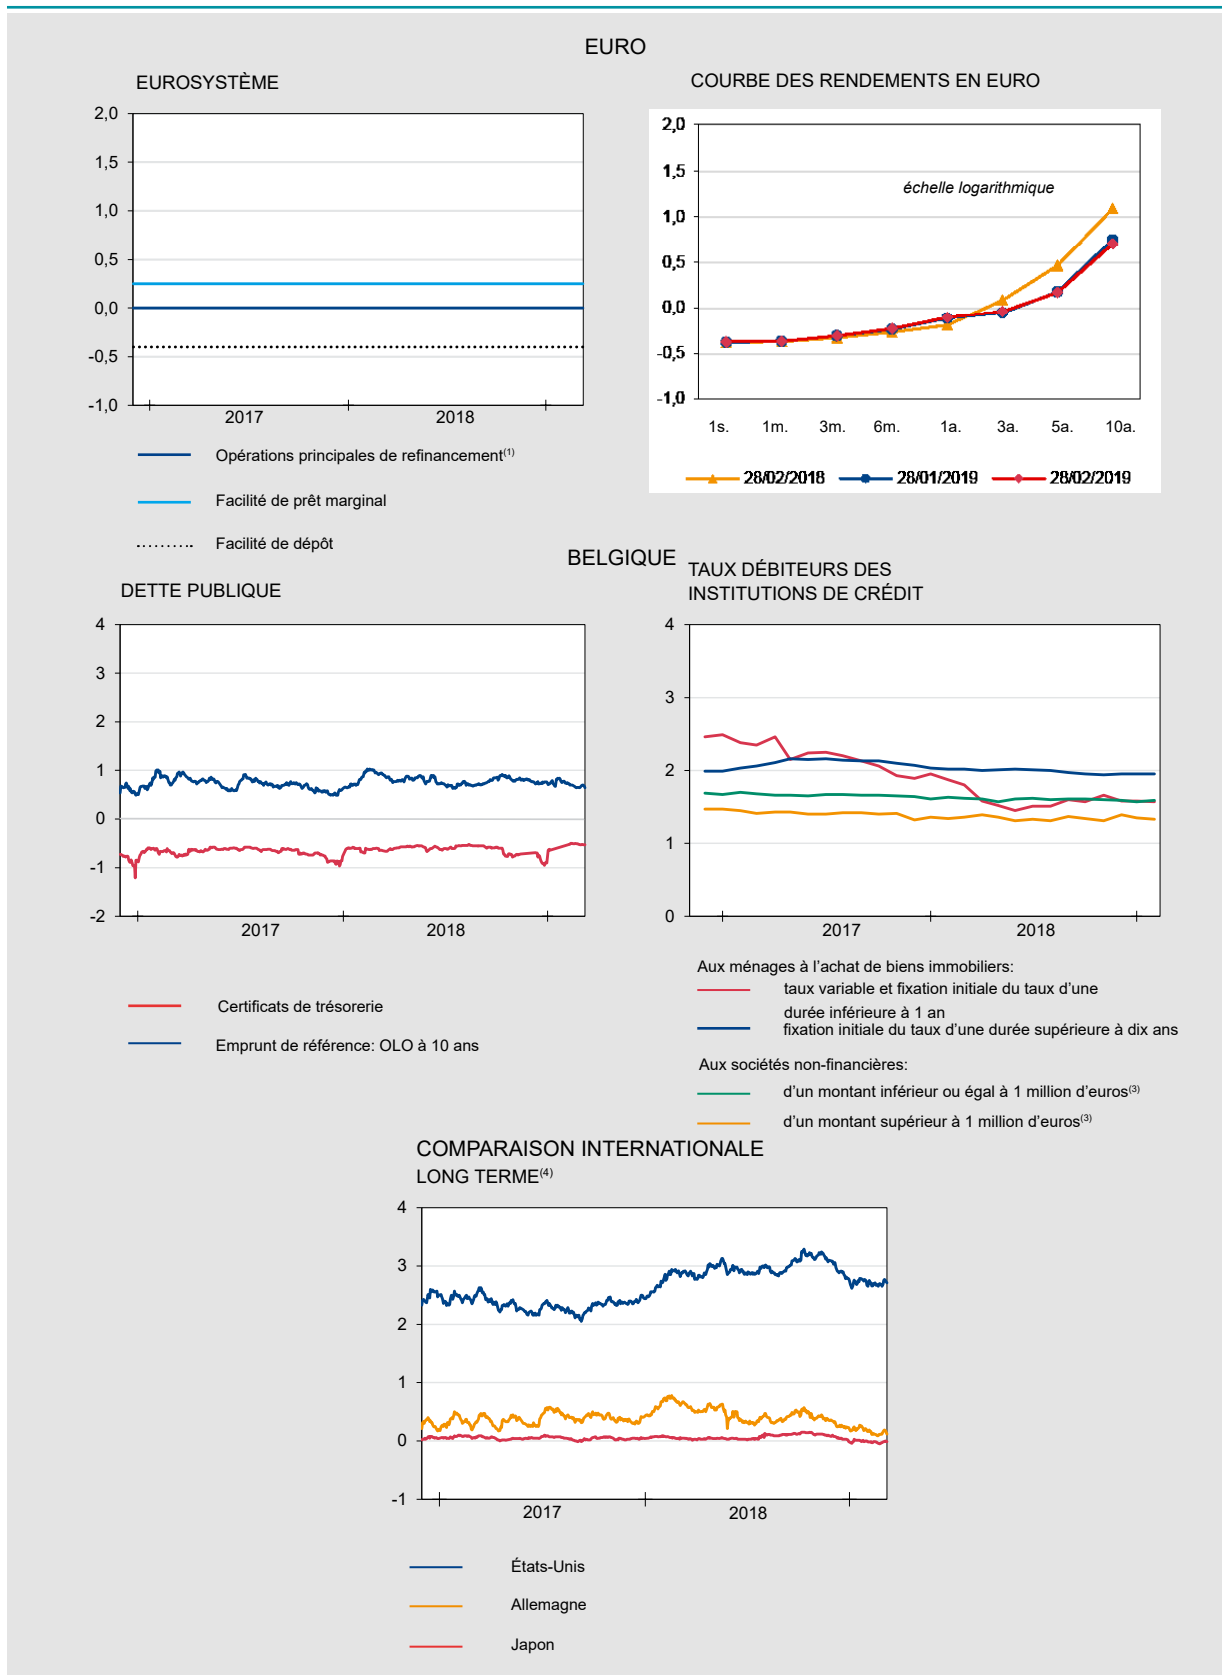 EURO
EUROSYSTÈME
2,0
1,5
1,0
0,5
0,0
-0,5
-1,0
2017
2018
Opérations principales de refinancement(1)
Facilité de prêt marginal
Facilité de dépôt
COURBE DES RENDEMENTS EN EURO
2,0
1,5
1,0
0,5
0,0
-0,5
-1,0
échelle logarithmique
1s.
1m.
3m.
6m.
1a.
3a.
5a.
10a.
28/02/2018
28/01/2019
28/02/2019
BELGIQUE
DETTE PUBLIQUE
4
3
2
1
0
-1
-2
2017
2018
Certificats de trésorerie
Emprunt de référence: OLO à 10 ans
TAUX DÉBITEURS DES
INSTITUTIONS DE CRÉDIT
4
3
2
1
0
2017
2018
Aux ménages à l'achat de biens immobiliers:
taux variable et fixation initiale du taux d'une
durée inférieure à 1 an
fixation initiale du taux d'une durée supérieure à dix ans
Aux sociétés non-financières:
d'un montant inférieur ou égal à 1 million d'euros(3)
d'un montant supérieur à 1 million d'euros(3)
COMPARAISON INTERNATIONALE
LONG TERME(4)
4
3
2
1
0
-1
2017
2018
États-Unis
Allemagne
Japon